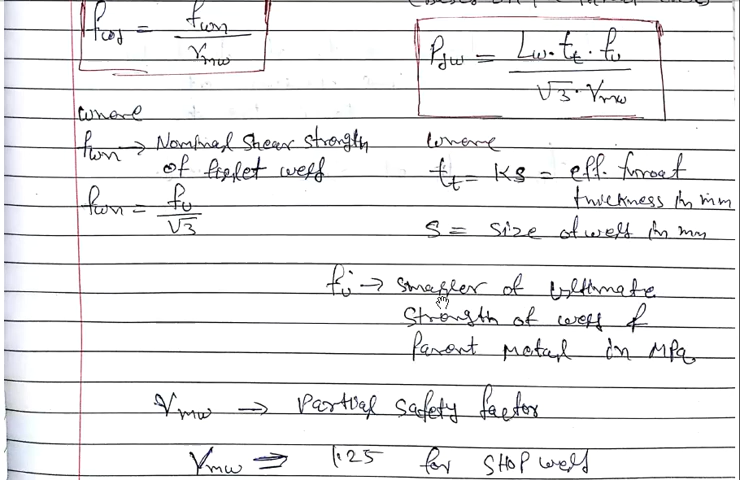 fwd = fwn / γmw
Pdw = Lw · tt · fu / √3 · γmw
where
fwn → Nominal shear strength of fillet weld
fwn = fu / √3
where
tt = KS = eff. throat thickness in mm
S = size of weld in mm
fu → smaller of ultimate
strength of weld &
Parent metal in MPa
γmw → Partial safety factor
γmw ⇒ 1.25 for SHOP weld